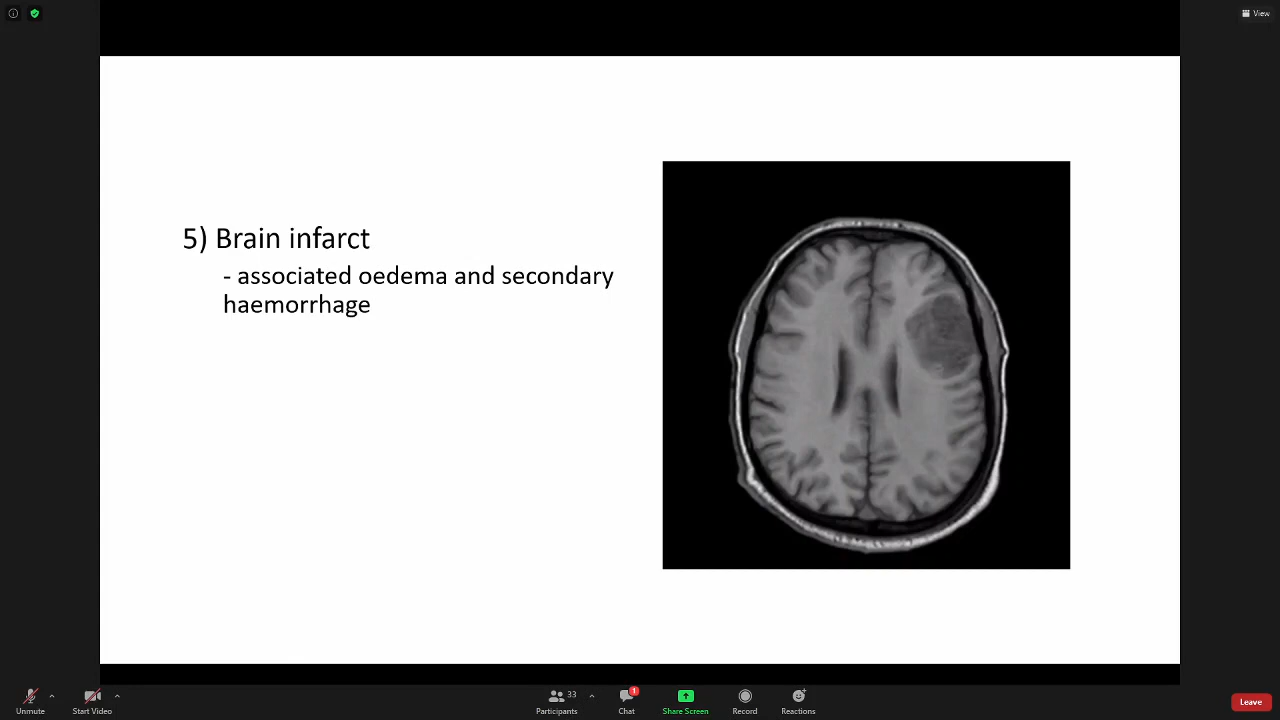 View
5) Brain infarct
- associated oedema and secondary
haemorrhage
Unmute
Start Video
Participants
33
Chat
1
Share Screen
Record
Reactions
Leave